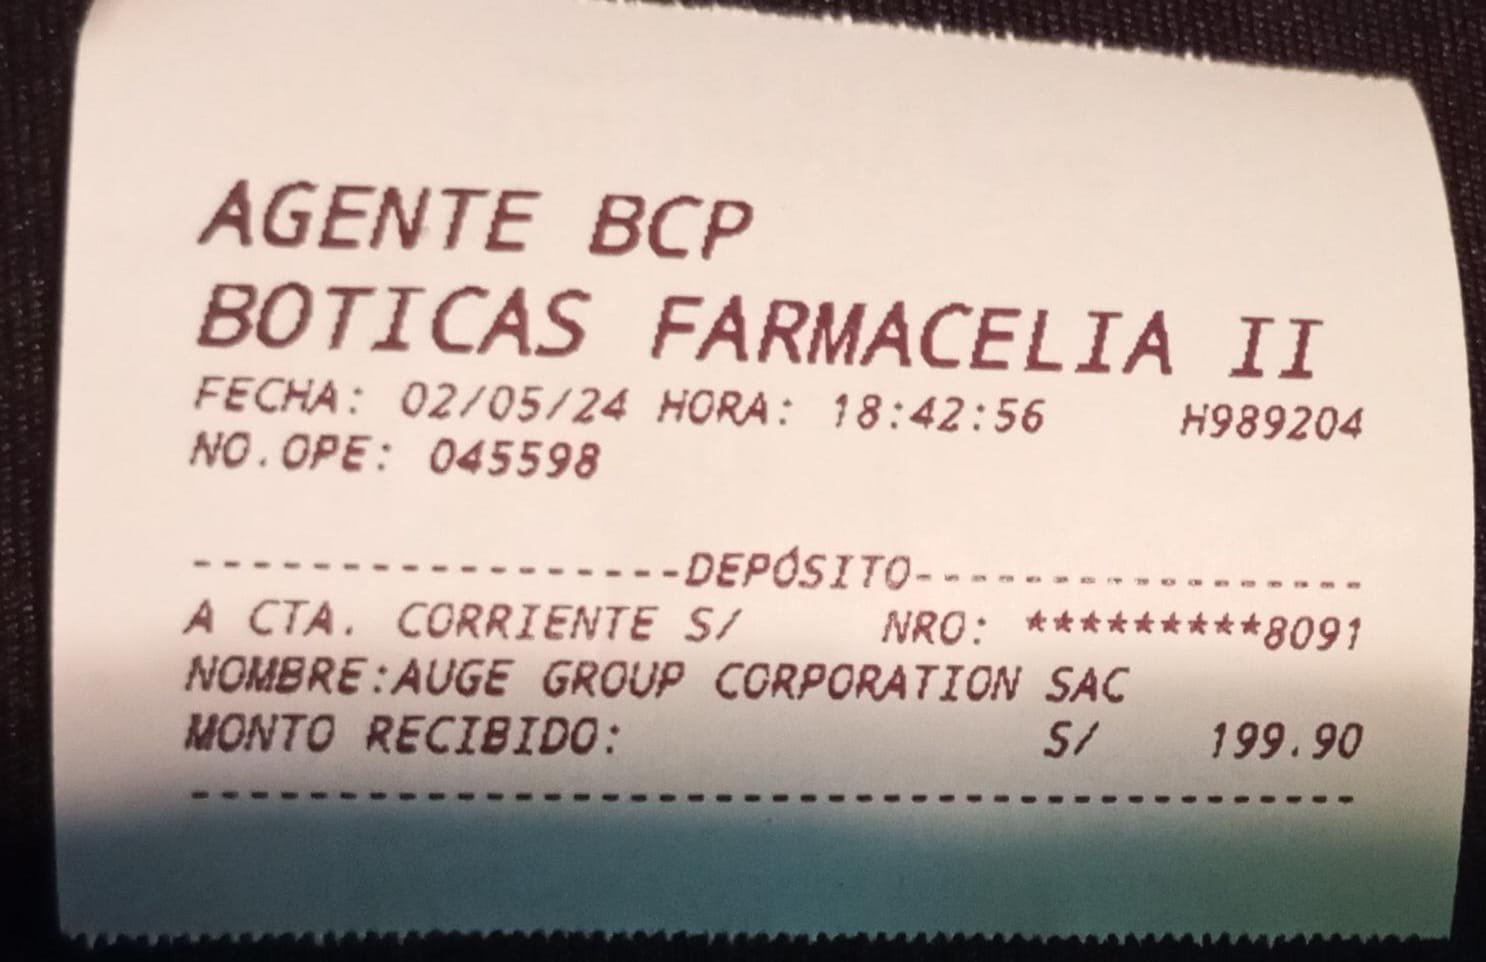 AGENTE BCP
BOTICAS FARMACELIA II
FECHA: 02/05/24 HORA: 18:42:56 H989204
NO.OPE: 045598
------------------DEPÓSITO------------------
A CTA. CORRIENTE S/ NRO: *********8091
NOMBRE:AUGE GROUP CORPORATION SAC
MONTO RECIBIDO: S/ 199.90